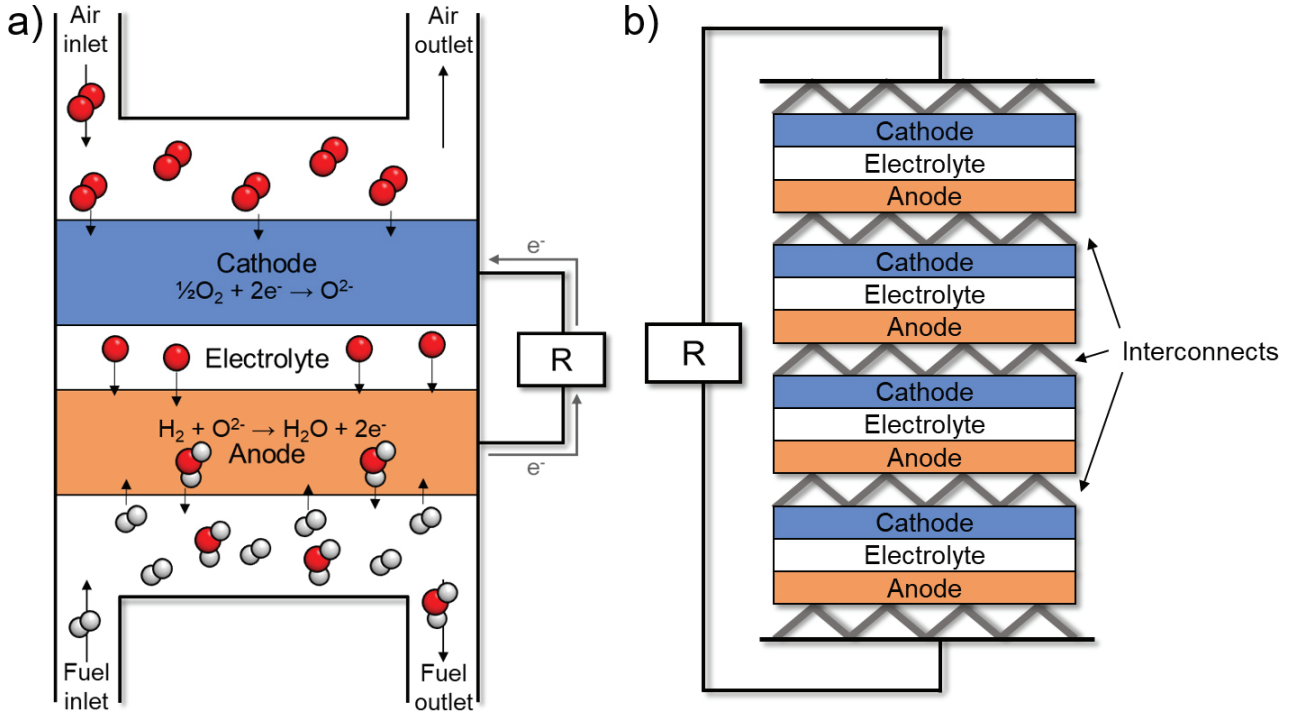 a)
Air
inlet
Air
outlet
Cathode
½O₂ + 2e⁻ → O²⁻
e⁻
Electrolyte
R
H₂ + O²⁻ → H₂O + 2e⁻
Anode
e⁻
Fuel
inlet
Fuel
outlet
b)
Cathode
Electrolyte
Anode
Cathode
Electrolyte
Anode
R
Interconnects
Cathode
Electrolyte
Anode
Cathode
Electrolyte
Anode